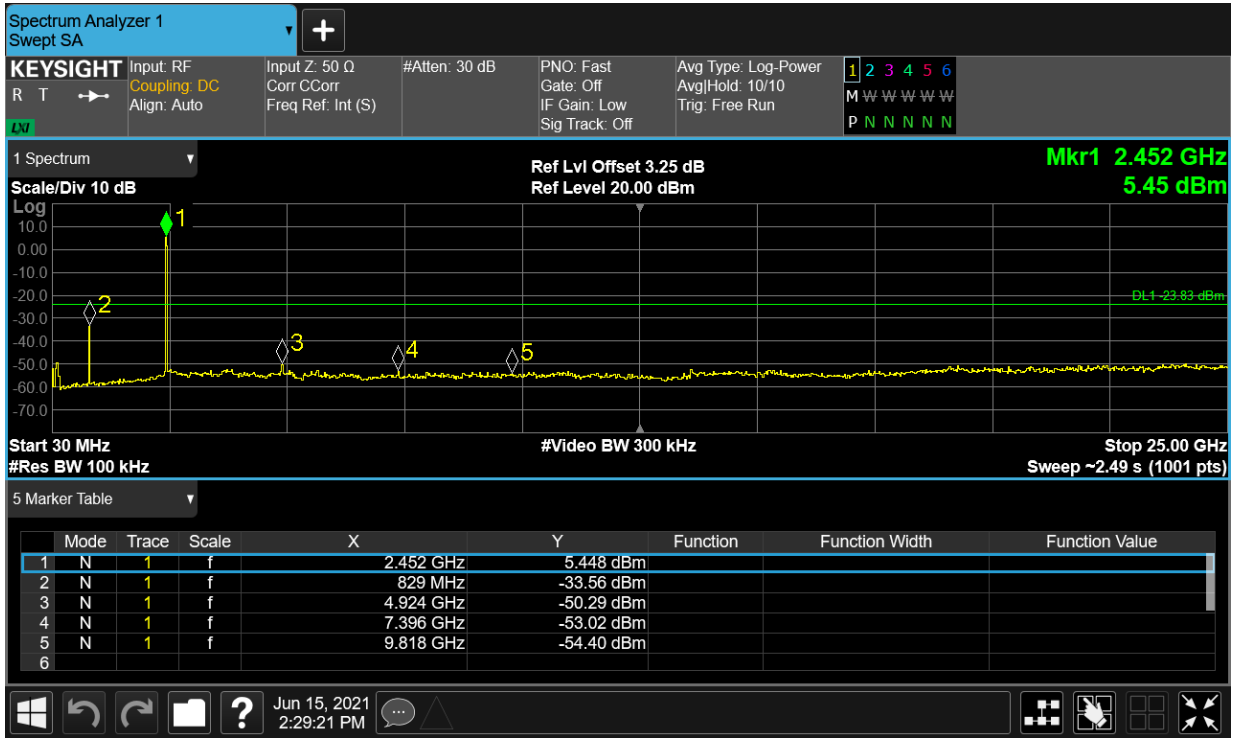 Spectrum Analyzer 1
Swept SA
KEYSIGHT
R T
LXI
Input: RF
Coupling: DC
Align: Auto
Input Z: 50 Ω
Corr CCorr
Freq Ref: Int (S)
#Atten: 30 dB
PNO: Fast
Gate: Off
IF Gain: Low
Sig Track: Off
Avg Type: Log-Power
Avg|Hold: 10/10
Trig: Free Run
1 2 3 4 5 6
M W W W W W
P N N N N N
1 Spectrum
Scale/Div 10 dB
Ref Lvl Offset 3.25 dB
Ref Level 20.00 dBm
Mkr1 2.452 GHz
5.45 dBm
Log
10.0
0.00
-10.0
-20.0
-30.0
-40.0
-50.0
-60.0
-70.0
1
2
3
4
5
DL1 -23.83 dBm
Start 30 MHz
#Res BW 100 kHz
#Video BW 300 kHz
Stop 25.00 GHz
Sweep ~2.49 s (1001 pts)
5 Marker Table
Mode Trace Scale X Y Function Function Width Function Value
1 N 1 f 2.452 GHz 5.448 dBm
2 N 1 f 829 MHz -33.56 dBm
3 N 1 f 4.924 GHz -50.29 dBm
4 N 1 f 7.396 GHz -53.02 dBm
5 N 1 f 9.818 GHz -54.40 dBm
6
?
Jun 15, 2021
2:29:21 PM